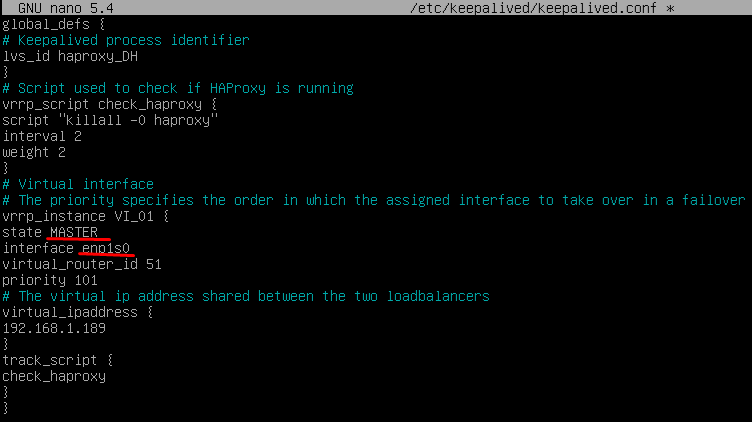 GNU nano 5.4 /etc/keepalived/keepalived.conf *
global_defs {
# Keepalived process identifier
lvs_id haproxy_DH
}
# Script used to check if HAProxy is running
vrrp_script check_haproxy {
script "killall -0 haproxy"
interval 2
weight 2
}
# Virtual interface
# The priority specifies the order in which the assigned interface to take over in a failover
vrrp_instance VI_01 {
state MASTER
interface enp1s0
virtual_router_id 51
priority 101
# The virtual ip address shared between the two loadbalancers
virtual_ipaddress {
192.168.1.189
}
track_script {
check_haproxy
}
}